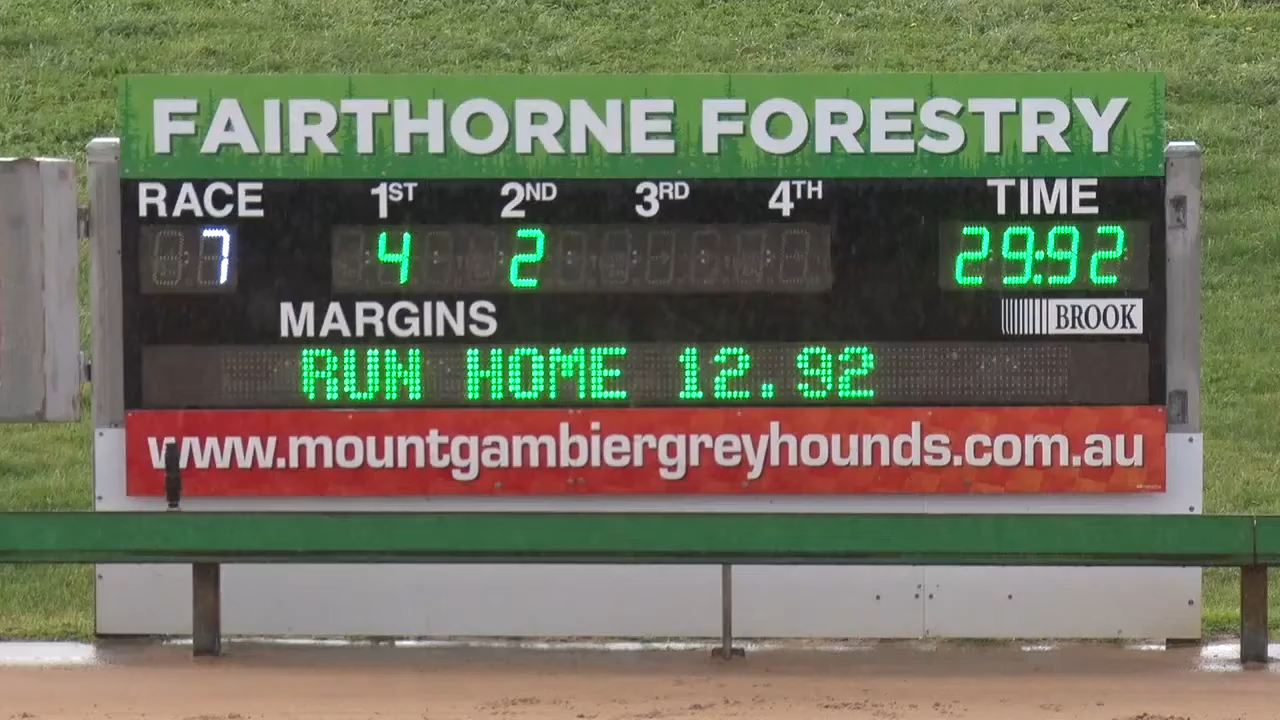 FAIRTHORNE FORESTRY
RACE 1ST 2ND 3RD 4TH TIME
7 4 2 29:92
MARGINS BROOK
RUN HOME 12.92
www.mountgambiergreyhounds.com.au